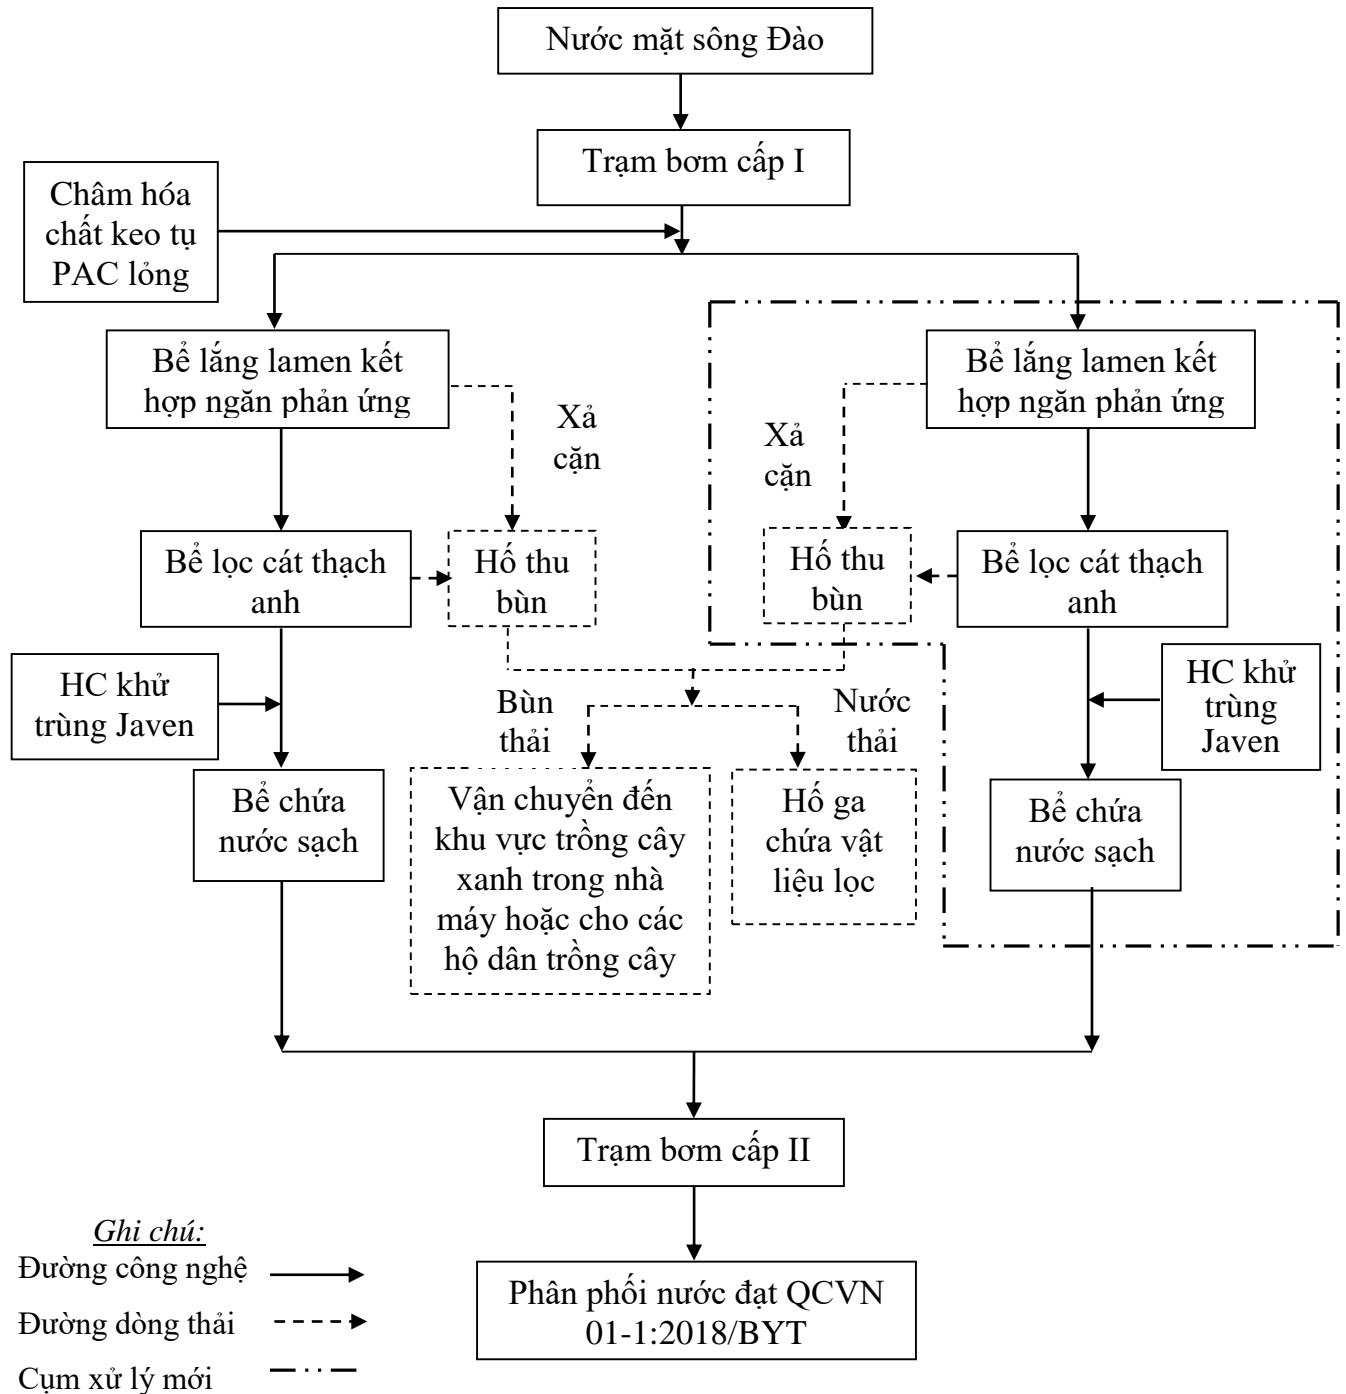 Nước mặt sông Đào
Trạm bơm cấp I
Châm hóa
chất keo tụ
PAC lỏng
Bể lắng lamen kết
hợp ngăn phản ứng
Xả
cặn
Xả
cặn
Bể lắng lamen kết
hợp ngăn phản ứng
Bể lọc cát thạch
anh
Hố thu
bùn
Hố thu
bùn
Bể lọc cát thạch
anh
HC khử
trùng Javen
Bùn
thải
Nước
thải
HC khử
trùng
Javen
Bể chứa
nước sạch
Vận chuyển đến
khu vực trồng cây
xanh trong nhà
máy hoặc cho các
hộ dân trồng cây
Hố ga
chứa vật
liệu lọc
Bể chứa
nước sạch
Trạm bơm cấp II
Phân phối nước đạt QCVN
01-1:2018/BYT
Ghi chú:
Đường công nghệ
Đường dòng thải
Cụm xử lý mới